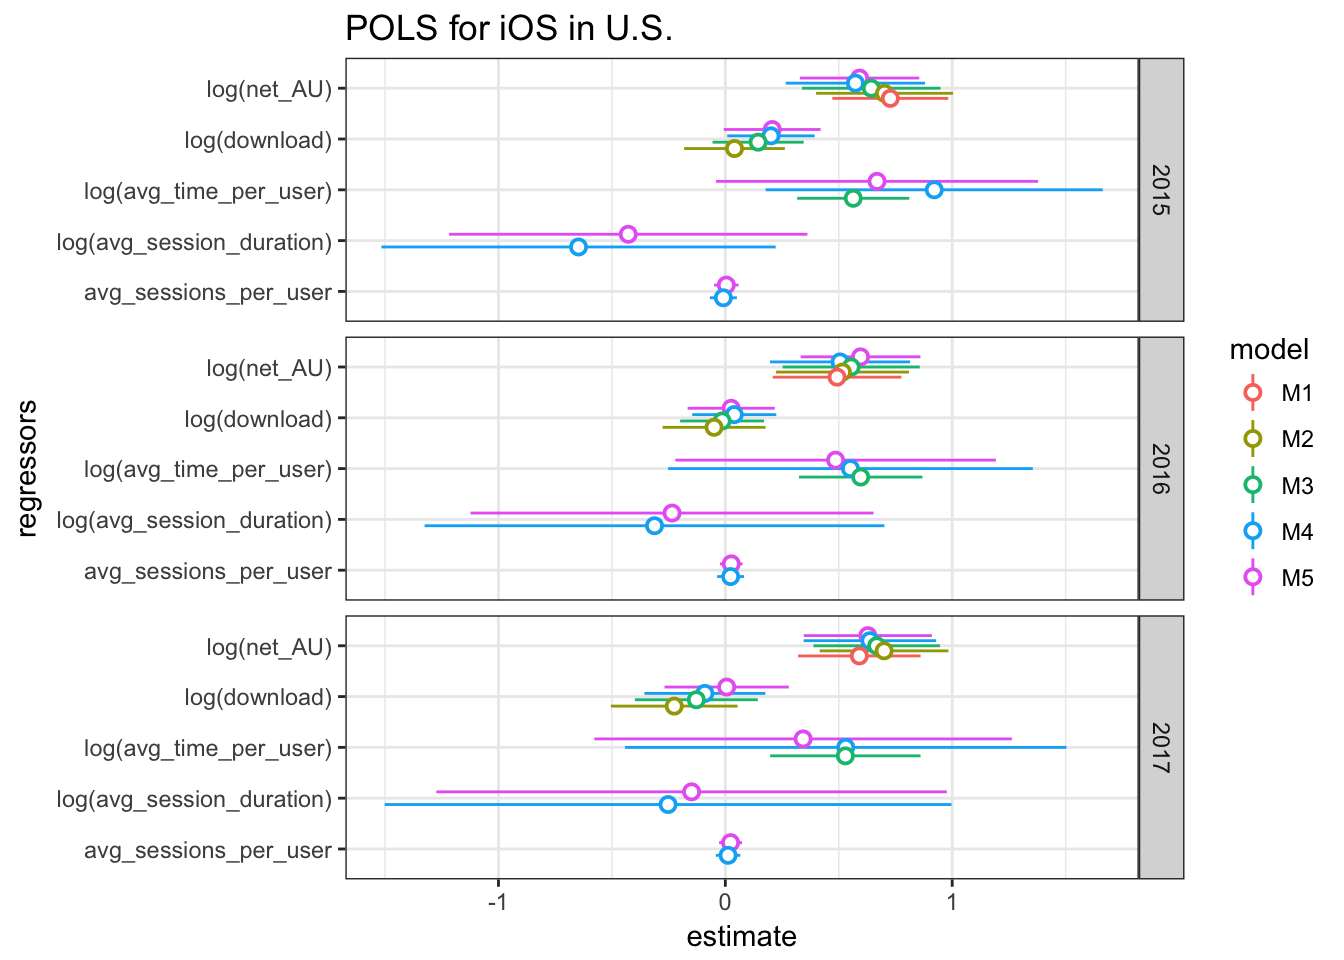 POLS for iOS in U.S.
log(net_AU)
log(download)
log(avg_time_per_user)
log(avg_session_duration)
avg_sessions_per_user
2015
log(net_AU)
log(download)
log(avg_time_per_user)
log(avg_session_duration)
avg_sessions_per_user
2016
log(net_AU)
log(download)
log(avg_time_per_user)
log(avg_session_duration)
avg_sessions_per_user
2017
regressors
-1 0 1
estimate
model
M1
M2
M3
M4
M5